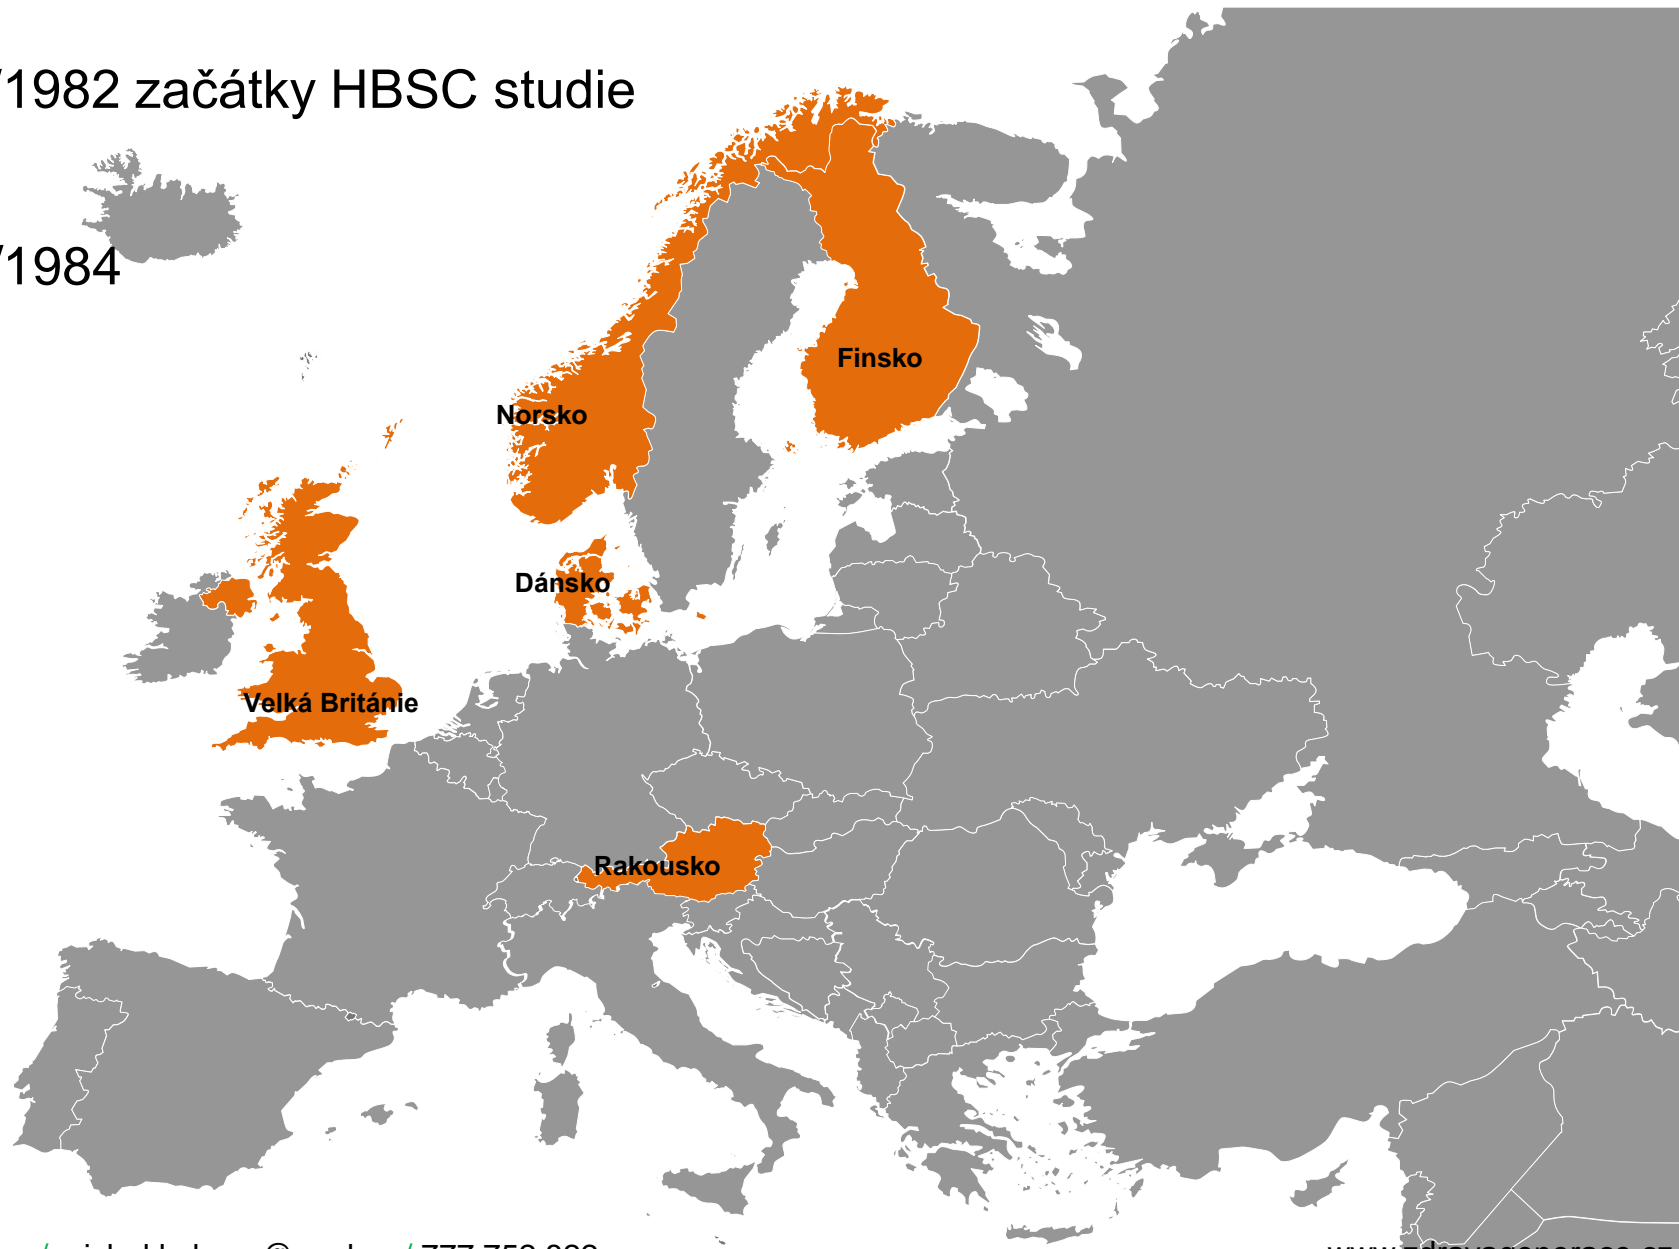 /1982 začátky HBSC studie
/1984
Finsko
Norsko
Dánsko
Velká Británie
Rakousko